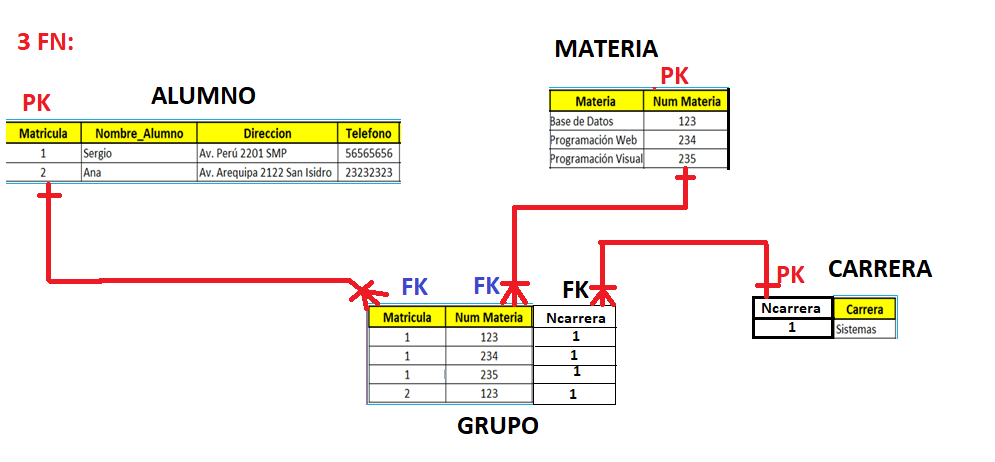 3 FN:
MATERIA
PK
Materia Num Materia
Base de Datos 123
Programación Web 234
Programación Visual 235
ALUMNO
PK
Matricula Nombre_Alumno Direccion Telefono
1 Sergio Av. Perú 2201 SMP 56565656
2 Ana Av. Arequipa 2122 San Isidro 23232323
PK CARRERA
Ncarrera Carrera
1 Sistemas
FK FK FK
Matricula Num Materia Ncarrera
1 123 1
1 234 1
1 235 1
2 123 1
GRUPO